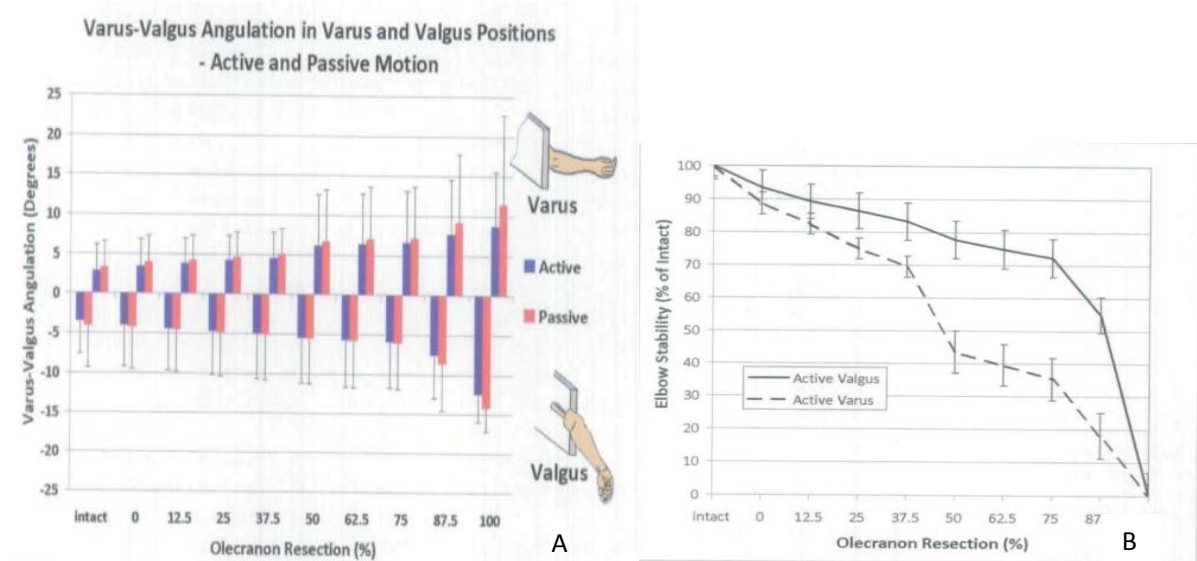 Varus-Valgus Angulation in Varus and Valgus Positions
- Active and Passive Motion
Varus-Valgus Angulation (Degrees)
25
20
15
10
5
0
-5
-10
-15
-20
-25
intact 0 12.5 25 37.5 50 62.5 75 87.5 100
Olecranon Resection (%)
Varus
Active
Passive
Valgus
A
Elbow Stability (% of Intact)
100
90
80
70
60
50
40
30
20
10
0
Active Valgus
Active Varus
intact 0 12.5 25 37.5 50 62.5 75 87
Olecranon Resection (%)
B